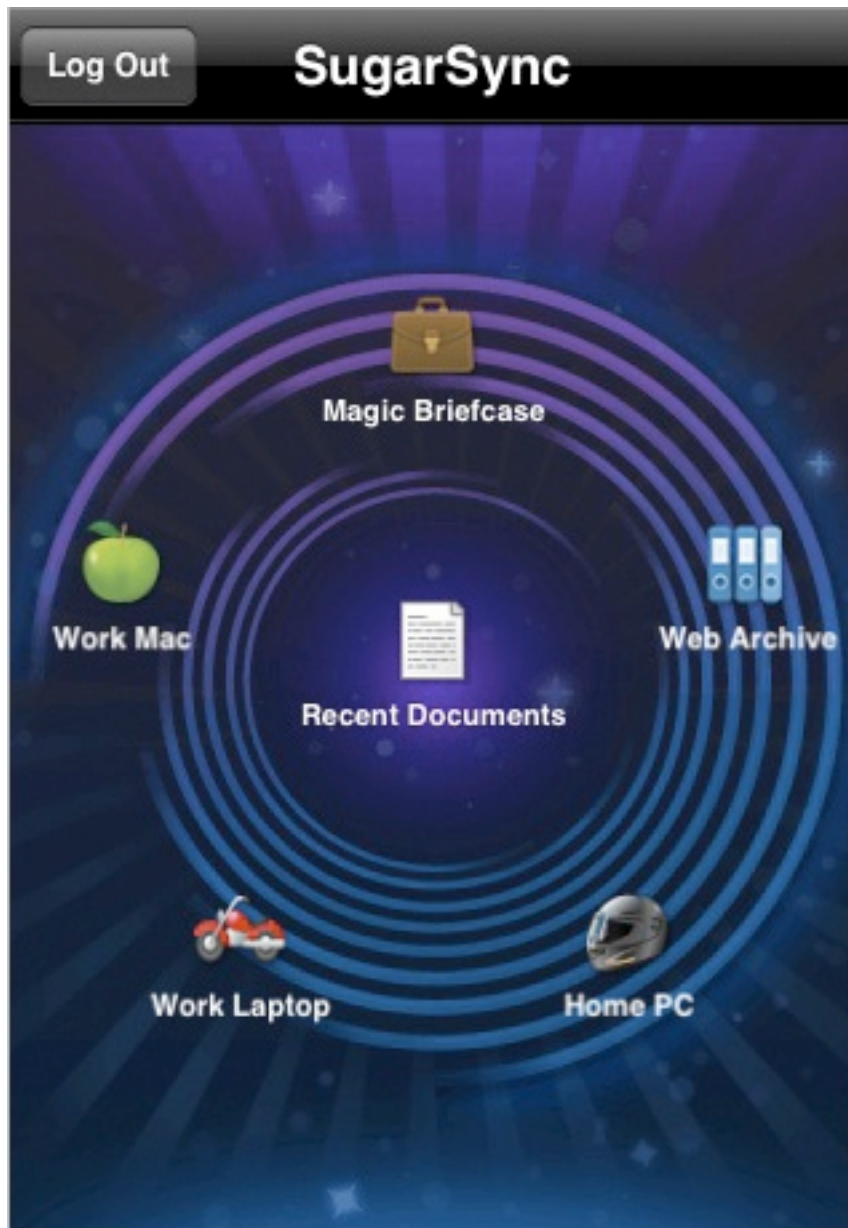 Log Out
SugarSync
Magic Briefcase
Work Mac
Web Archive
Recent Documents
Work Laptop
Home PC